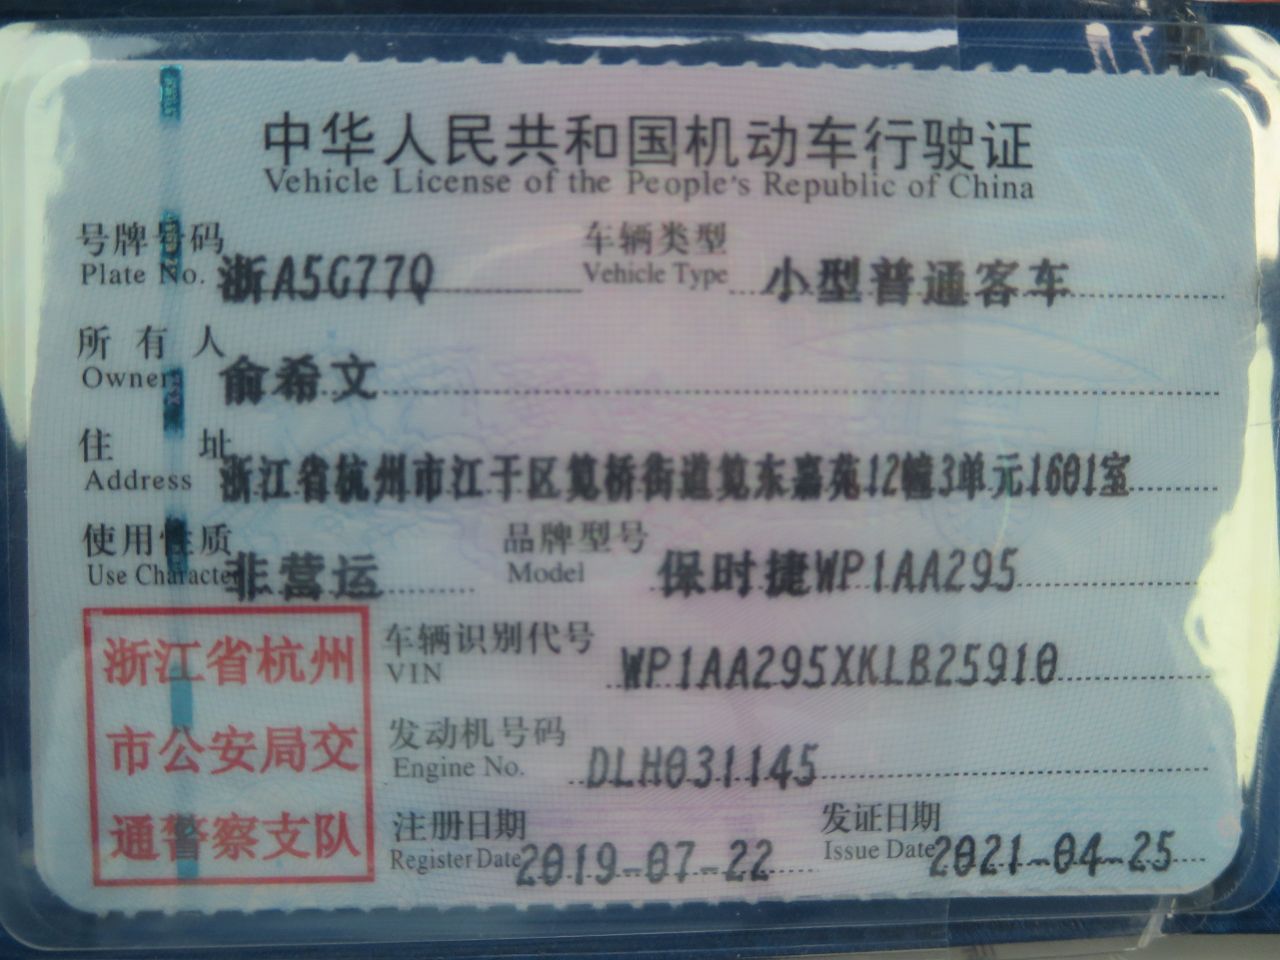 中华人民共和国机动车行驶证
Vehicle License of the People's Republic of China
号牌号码 浙A5G77Q 车辆类型 小型普通客车
Plate No. Vehicle Type
所有人 俞希文
Owner
住址 浙江省杭州市江干区笕桥街道笕东嘉苑12幢3单元1601室
Address
使用性质 非营运 品牌型号 保时捷WP1AA295
Use Character Model
车辆识别代号 WP1AA295XKLB25910
VIN
发动机号码 DLH031145
Engine No.
注册日期 2019-07-22 发证日期 2021-04-25
Register Date Issue Date
浙江省杭州
市公安局交
通警察支队